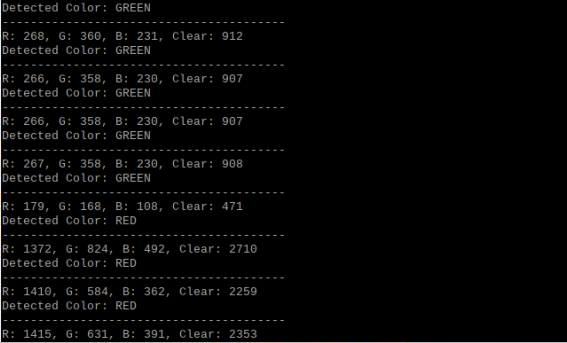 Detected Color: GREEN
----------------------------------------
R: 268, G: 360, B: 231, Clear: 912
Detected Color: GREEN
----------------------------------------
R: 266, G: 358, B: 230, Clear: 907
Detected Color: GREEN
----------------------------------------
R: 266, G: 358, B: 230, Clear: 907
Detected Color: GREEN
----------------------------------------
R: 267, G: 358, B: 230, Clear: 908
Detected Color: GREEN
----------------------------------------
R: 179, G: 168, B: 108, Clear: 471
Detected Color: RED
----------------------------------------
R: 1372, G: 824, B: 492, Clear: 2710
Detected Color: RED
----------------------------------------
R: 1410, G: 584, B: 362, Clear: 2259
Detected Color: RED
----------------------------------------
R: 1415, G: 631, B: 391, Clear: 2353